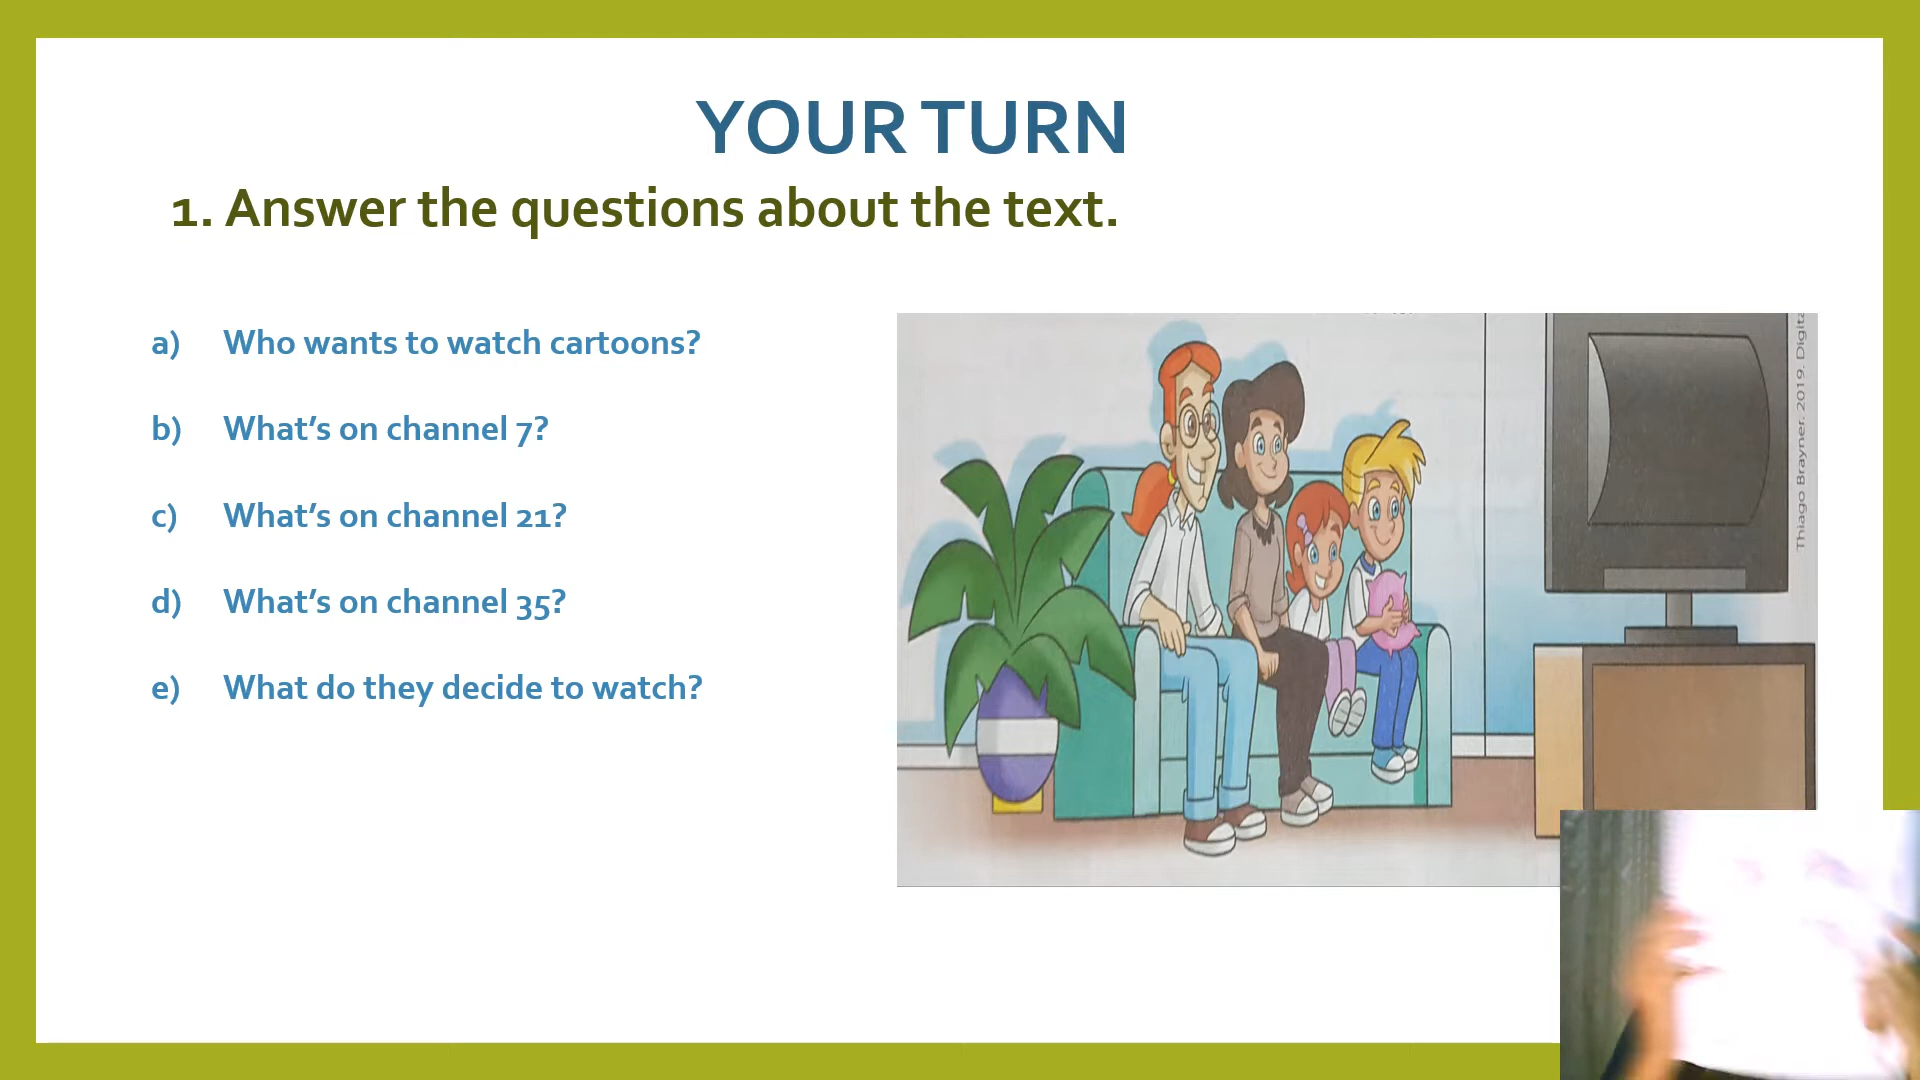 YOUR TURN
1. Answer the questions about the text.
a) Who wants to watch cartoons?
b) What's on channel 7?
c) What's on channel 21?
d) What's on channel 35?
e) What do they decide to watch?
Thiago Brayner. 2019. Digita